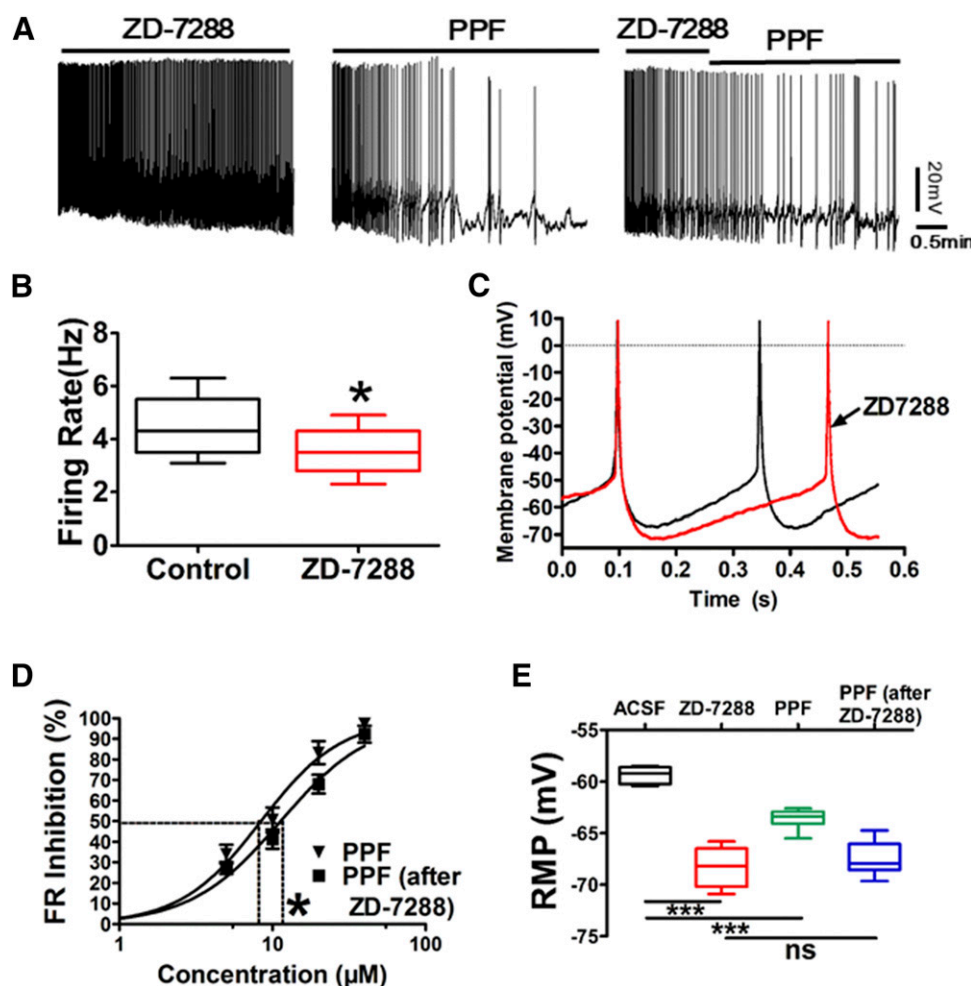 A
ZD-7288
PPF
ZD-7288
PPF
20mV
0.5min
B
Firing Rate(Hz)
8
6
4
2
0
*
Control
ZD-7288
C
Membrane potential (mV)
10
0
-10
-20
-30
-40
-50
-60
-70
ZD7288
0.0 0.1 0.2 0.3 0.4 0.5 0.6
Time (s)
D
FR Inhibition (%)
100
90
80
70
60
50
40
30
20
10
0
PPF
PPF (after
ZD-7288)
*
1 10 100
Concentration (µM)
E
ACSF ZD-7288 PPF PPF (after
ZD-7288)
RMP (mV)
-55
-60
-65
-70
-75
***
***
ns